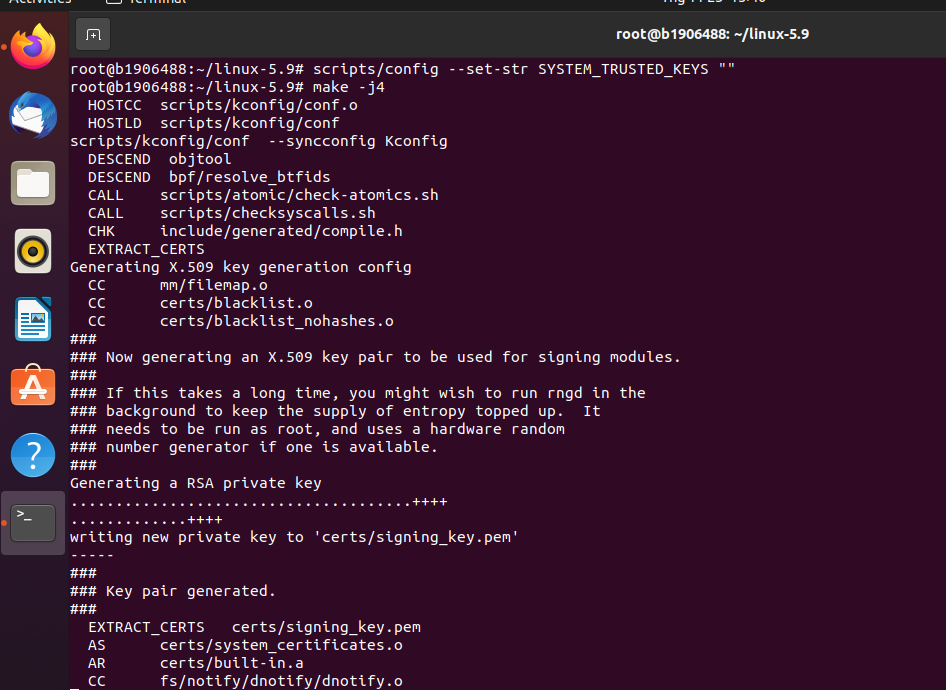 Activities
Terminal
root@b1906488: ~/linux-5.9
root@b1906488:~/linux-5.9# scripts/config --set-str SYSTEM_TRUSTED_KEYS ""
root@b1906488:~/linux-5.9# make -j4
  HOSTCC  scripts/kconfig/conf.o
  HOSTLD  scripts/kconfig/conf
scripts/kconfig/conf  --syncconfig Kconfig
  DESCEND  objtool
  DESCEND  bpf/resolve_btfids
  CALL    scripts/atomic/check-atomics.sh
  CALL    scripts/checksyscalls.sh
  CHK     include/generated/compile.h
  EXTRACT_CERTS
Generating X.509 key generation config
  CC      mm/filemap.o
  CC      certs/blacklist.o
  CC      certs/blacklist_nohashes.o
###
### Now generating an X.509 key pair to be used for signing modules.
###
### If this takes a long time, you might wish to run rngd in the
### background to keep the supply of entropy topped up.  It
### needs to be run as root, and uses a hardware random
### number generator if one is available.
###
Generating a RSA private key
......................................++++
.............++++
writing new private key to 'certs/signing_key.pem'
-----
###
### Key pair generated.
###
  EXTRACT_CERTS   certs/signing_key.pem
  AS      certs/system_certificates.o
  AR      certs/built-in.a
  CC      fs/notify/dnotify/dnotify.o